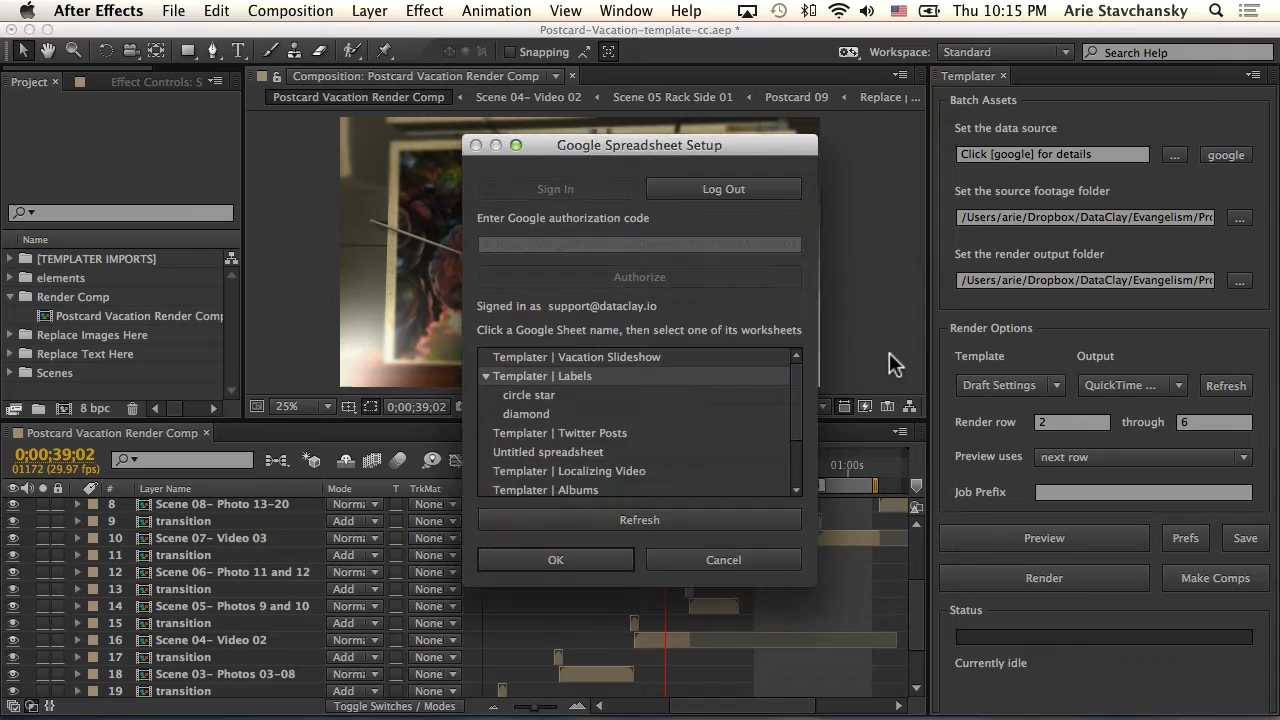 After Effects File Edit Composition Layer Effect Animation View Window Help Thu 10:15 PM Arie Stavchansky
Postcard-Vacation-template-cc.aep *
Snapping Workspace: Standard Search Help
Project × Effect Controls: S Composition: Postcard Vacation Render Comp × Templater ×
Postcard Vacation Render Comp Scene 04- Video 02 Scene 05 Rack Side 01 Postcard 09 Replace | ...
Batch Assets
Set the data source
Click [google] for details ... google
Set the source footage folder
/Users/arie/Dropbox/DataClay/Evangelism/Pr ...
Set the render output folder
/Users/arie/Dropbox/DataClay/Evangelism/Pr ...
Name
[TEMPLATER IMPORTS]
elements
Render Comp
Postcard Vacation Render Comp
Replace Images Here
Replace Text Here
Scenes
8 bpc
25% 0:00:39;02
Google Spreadsheet Setup
Sign In Log Out
Enter Google authorization code
Authorize
Signed in as support@dataclay.io
Click a Google Sheet name, then select one of its worksheets
Templater | Vacation Slideshow
Templater | Labels
circle star
diamond
Templater | Twitter Posts
Untitled spreadsheet
Templater | Localizing Video
Templater | Albums
Refresh
OK Cancel
Render Options
Template Output
Draft Settings QuickTime ... Refresh
Render row 2 through 6
Preview uses next row
Job Prefix
Preview Prefs Save
Render Make Comps
Status
Currently idle
Postcard Vacation Render Comp ×
0:00:39;02
01172 (29.97 fps)
01:00s
# Layer Name Mode T TrkMat
8 Scene 08- Photo 13-20 None
9 transition Add None
10 Scene 07- Video 03 None
11 transition Add None
12 Scene 06- Photo 11 and 12 None
13 transition Add None
14 Scene 05- Photos 9 and 10 None
15 transition Add None
16 Scene 04- Video 02 None
17 transition Add None
18 Scene 03- Photos 03-08 None
19 transition Add None
Toggle Switches / Modes